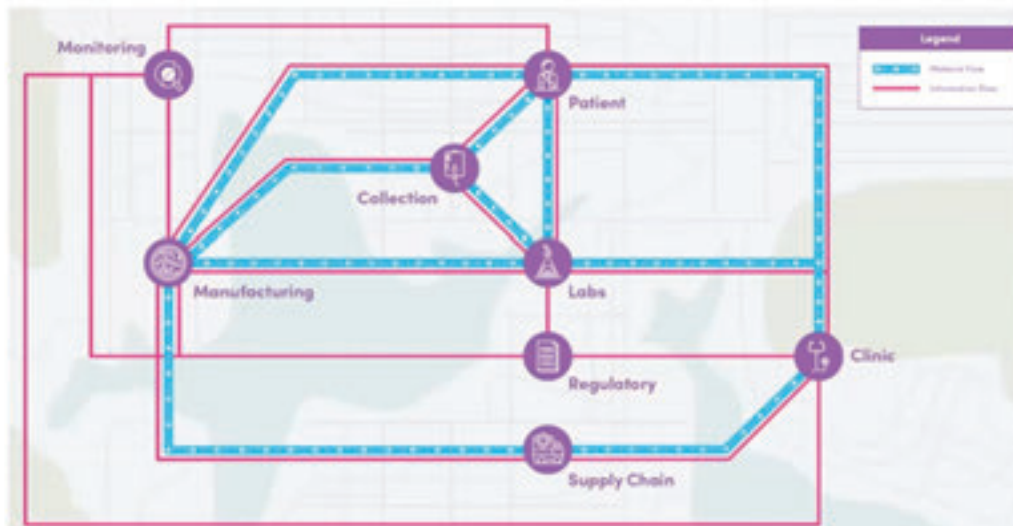 Monitoring
Legend
Material Flow
Information Flow
Patient
Collection
Manufacturing
Labs
Clinic
Regulatory
Supply Chain